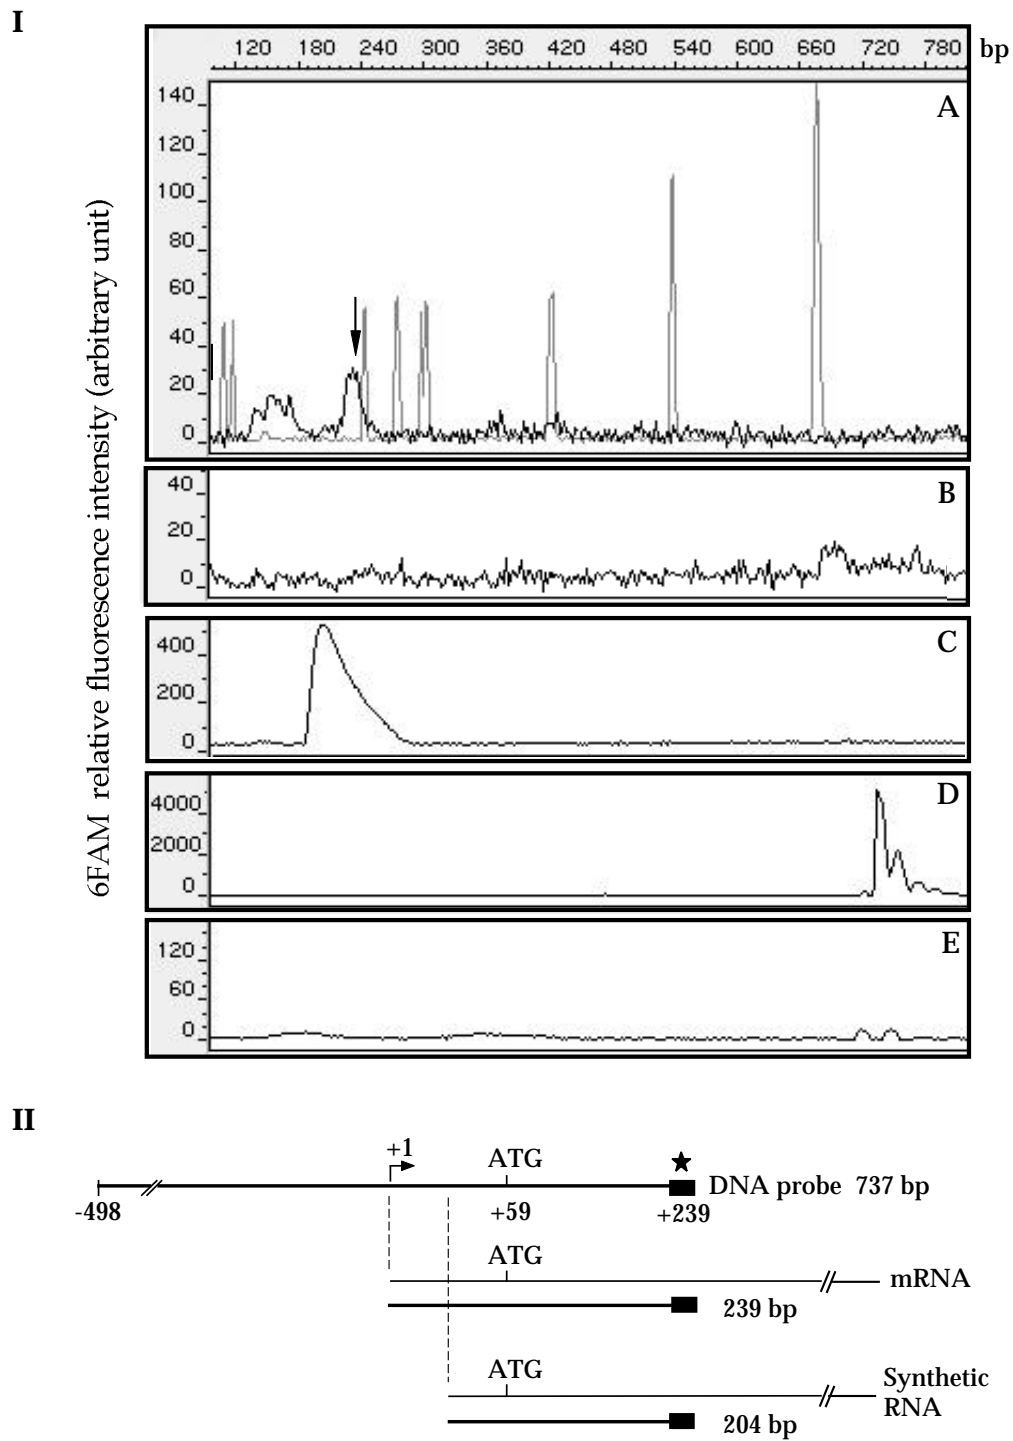 I
120 180 240 300 360 420 480 540 600 660 720 780 bp
A
140
120
100
80
60
40
20
0
B
40
20
0
C
400
200
0
D
4000
2000
0
E
120
60
0
6FAM relative fluorescence intensity (arbitrary unit)
II
+1 ATG
DNA probe 737 bp
-498 +59 +239
ATG
mRNA
239 bp
ATG
Synthetic
RNA
204 bp